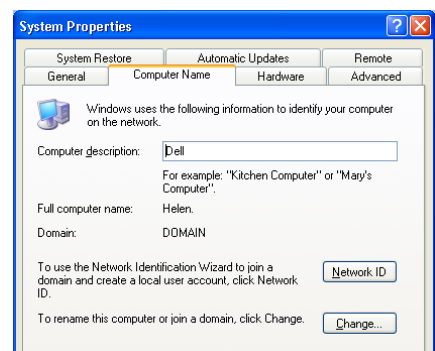 System Properties
System Restore Automatic Updates Remote
General Computer Name Hardware Advanced
Windows uses the following information to identify your computer
on the network.
Computer description: Dell
For example: "Kitchen Computer" or "Mary's
Computer".
Full computer name: Helen.
Domain: DOMAIN
To use the Network Identification Wizard to join a
domain and create a local user account, click Network
ID.
Network ID
To rename this computer or join a domain, click Change.
Change...